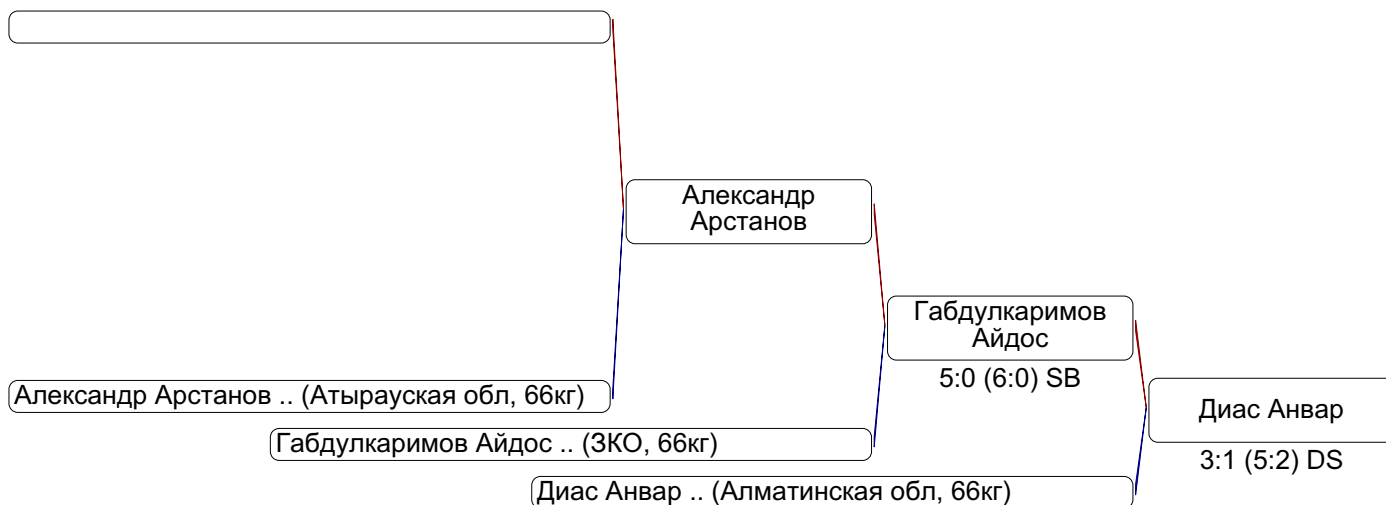 Александр
Арстанов
Габдулкаримов
Айдос
5:0 (6:0) SB
Александр Арстанов .. (Атырауская обл, 66кг)
Диас Анвар
Габдулкаримов Айдос .. (ЗКО, 66кг)
3:1 (5:2) DS
Диас Анвар .. (Алматинская обл, 66кг)